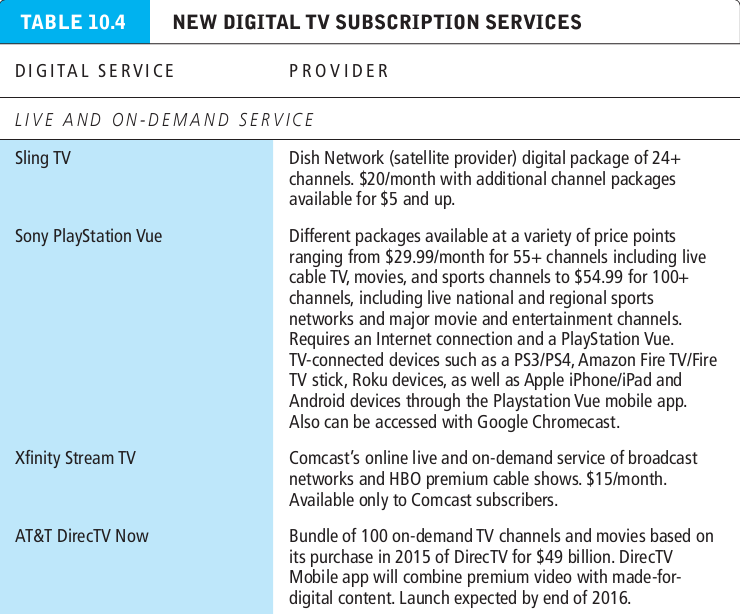 TABLE 10.4 NEW DIGITAL TV SUBSCRIPTION SERVICES
DIGITAL SERVICE PROVIDER
LIVE AND ON-DEMAND SERVICE
Sling TV Dish Network (satellite provider) digital package of 24+
channels. $20/month with additional channel packages
available for $5 and up.
Sony PlayStation Vue Different packages available at a variety of price points
ranging from $29.99/month for 55+ channels including live
cable TV, movies, and sports channels to $54.99 for 100+
channels, including live national and regional sports
networks and major movie and entertainment channels.
Requires an Internet connection and a PlayStation Vue.
TV-connected devices such as a PS3/PS4, Amazon Fire TV/Fire
TV stick, Roku devices, as well as Apple iPhone/iPad and
Android devices through the Playstation Vue mobile app.
Also can be accessed with Google Chromecast.
Xfinity Stream TV Comcast’s online live and on-demand service of broadcast
networks and HBO premium cable shows. $15/month.
Available only to Comcast subscribers.
AT&T DirecTV Now Bundle of 100 on-demand TV channels and movies based on
its purchase in 2015 of DirecTV for $49 billion. DirecTV
Mobile app will combine premium video with made-for-
digital content. Launch expected by end of 2016.